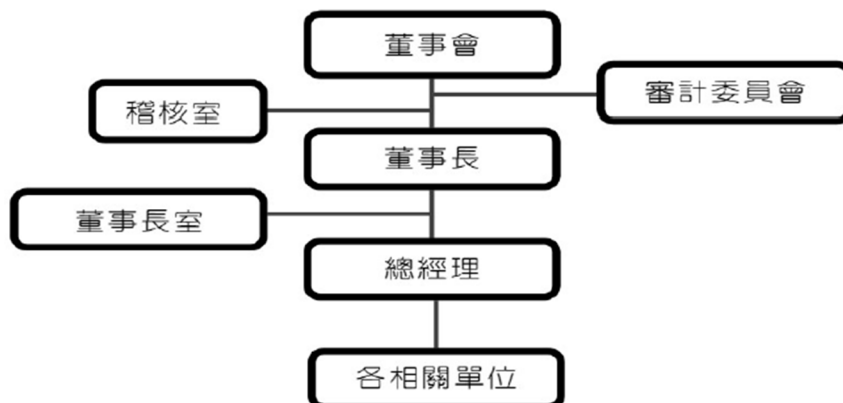 董事會
審計委員會
稽核室
董事長
董事長室
總經理
各相關單位